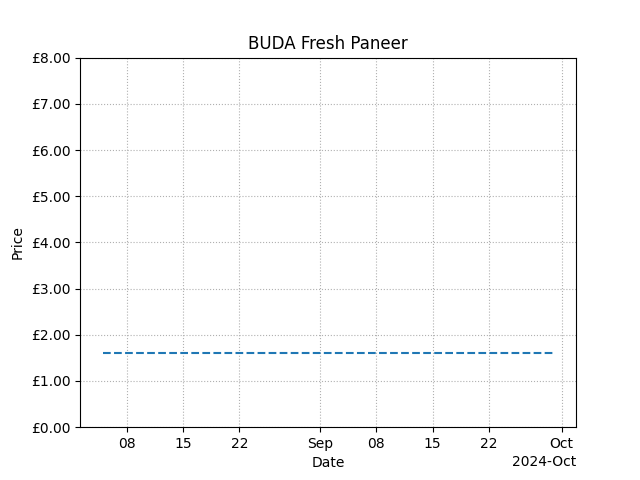 BUDA Fresh Paneer
£8.00
£7.00
£6.00
£5.00
£4.00
£3.00
£2.00
£1.00
£0.00
Price
08 15 22 Sep 08 15 22 Oct
Date
2024-Oct